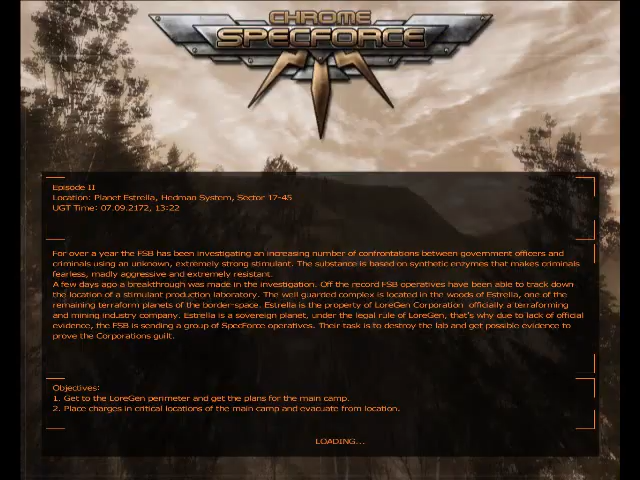 CHROME
SPECFORCE
Episode II
Location: Planet Estrella, Hedman System, Sector 17-45
UGT Time: 07.09.2172, 13:22
For over a year the FSB has been investigating an increasing number of confrontations between government officers and
criminals using an unknown, extremely strong stimulant. The substance is based on synthetic enzymes that makes criminals
fearless, madly aggressive and extremely resistant.
A few days ago a breakthrough was made in the investigation. Off the record FSB operatives have been able to track down
the location of a stimulant production laboratory. The well guarded complex is located in the woods of Estrella, one of the
remaining terraform planets of the border-space. Estrella is the property of LoreGen Corporation  officially a terraforming
and mining industry company. Estrella is a sovereign planet, under the legal rule of LoreGen, that's why due to lack of official
evidence, the FSB is sending a group of SpecForce operatives. Their task is to destroy the lab and get possible evidence to
prove the Corporations guilt.
Objectives:
1. Get to the LoreGen perimeter and get the plans for the main camp.
2. Place charges in critical locations of the main camp and evacuate from location.
LOADING...